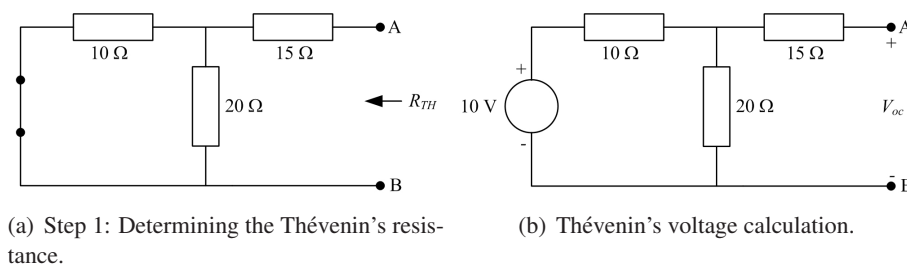 A
10 Ω
15 Ω
20 Ω
R_TH
B
(a) Step 1: Determining the Thévenin's resis-
tance.
A
+
10 Ω
15 Ω
+
10 V
-
20 Ω
V_oc
-
B
(b) Thévenin's voltage calculation.